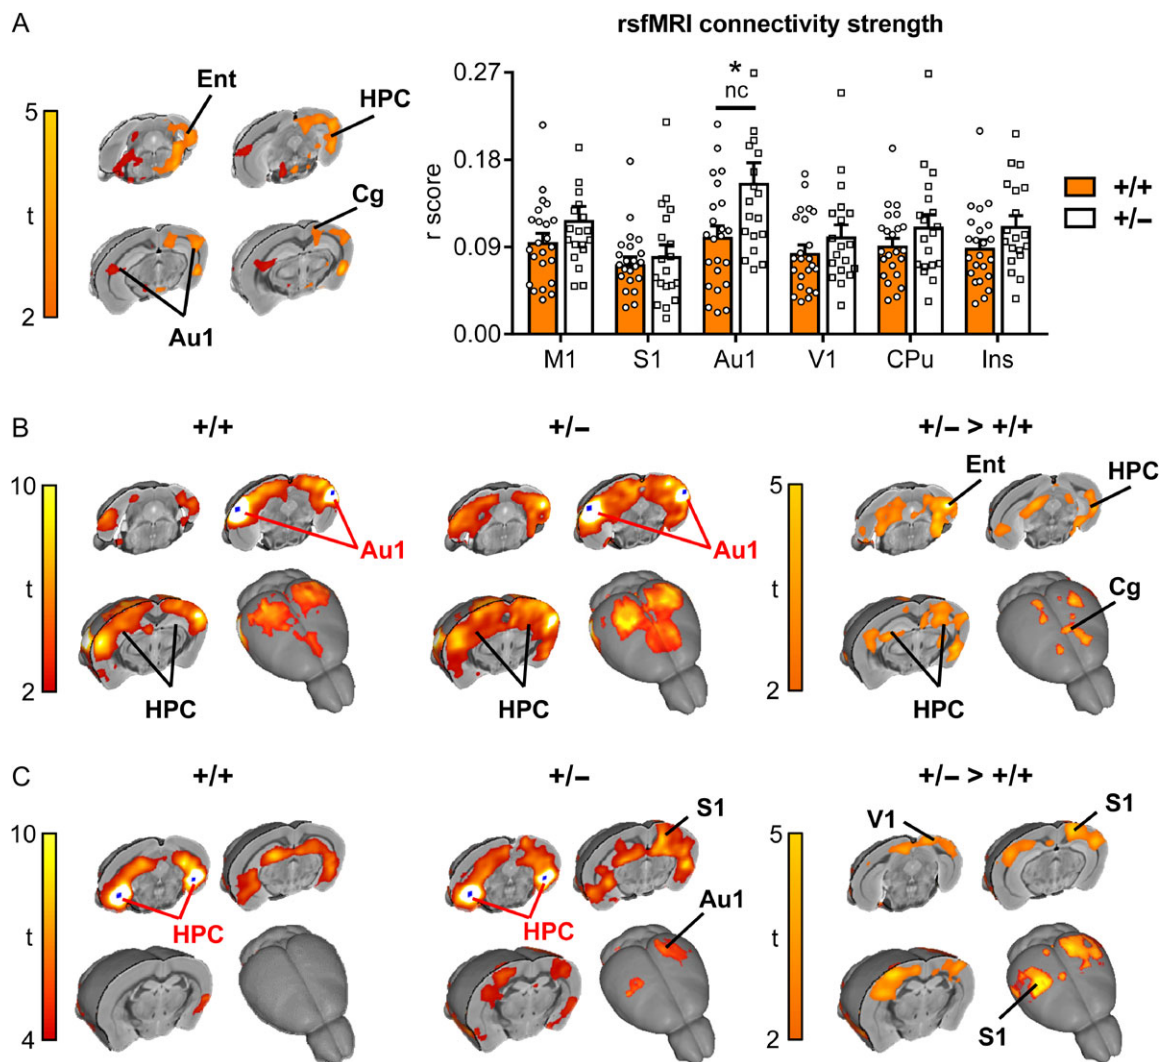 A
rsfMRI connectivity strength
5
t
2
Ent
HPC
Cg
Au1
0.27
0.18
0.09
0.00
r score
*
nc
M1 S1 Au1 V1 CPu Ins
+/+
+/−
B
+/+ +/− +/− > +/+
10
t
2
Au1
HPC
Au1
HPC
5
t
2
Ent
HPC
Cg
HPC
C
+/+ +/− +/− > +/+
10
t
4
HPC
S1
HPC
Au1
5
t
2
V1
S1
S1